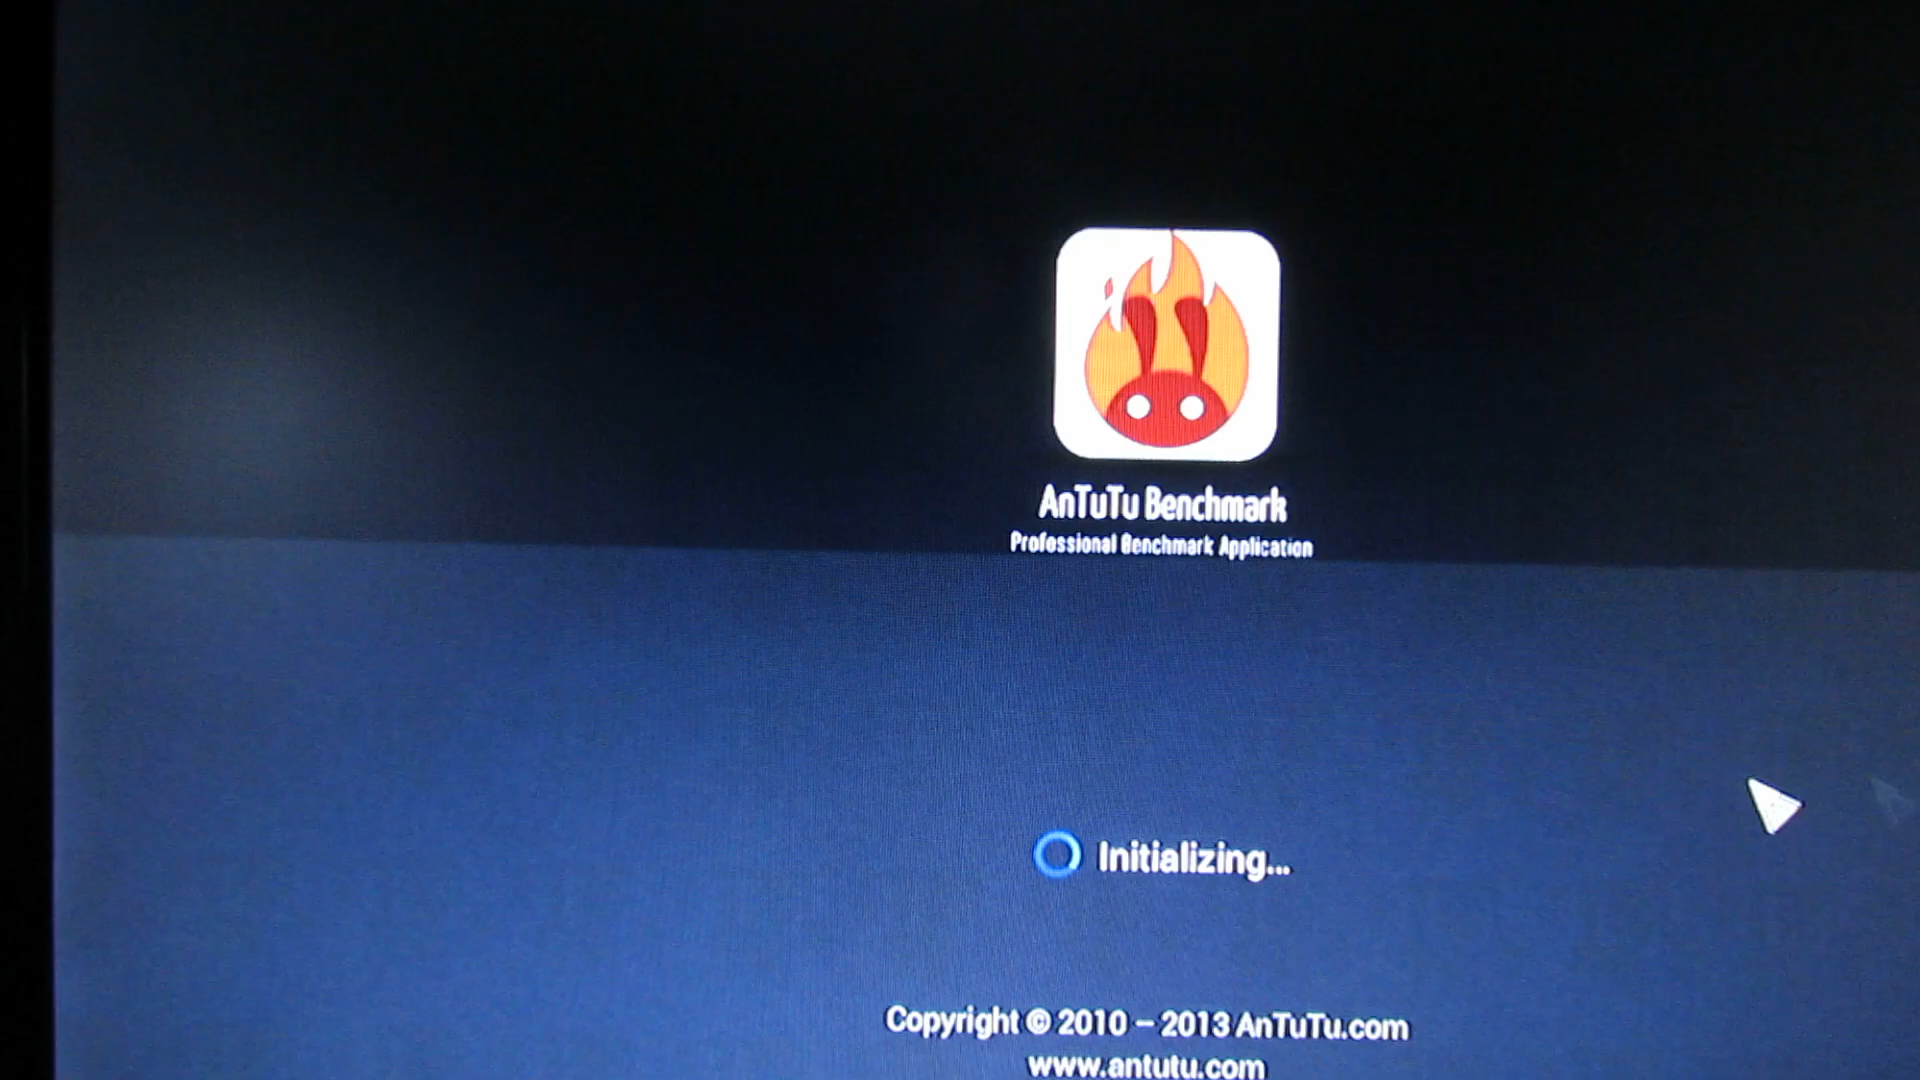 AnTuTu Benchmark
Professional Benchmark Application
Initializing...
Copyright © 2010 – 2013 AnTuTu.com
www.antutu.com